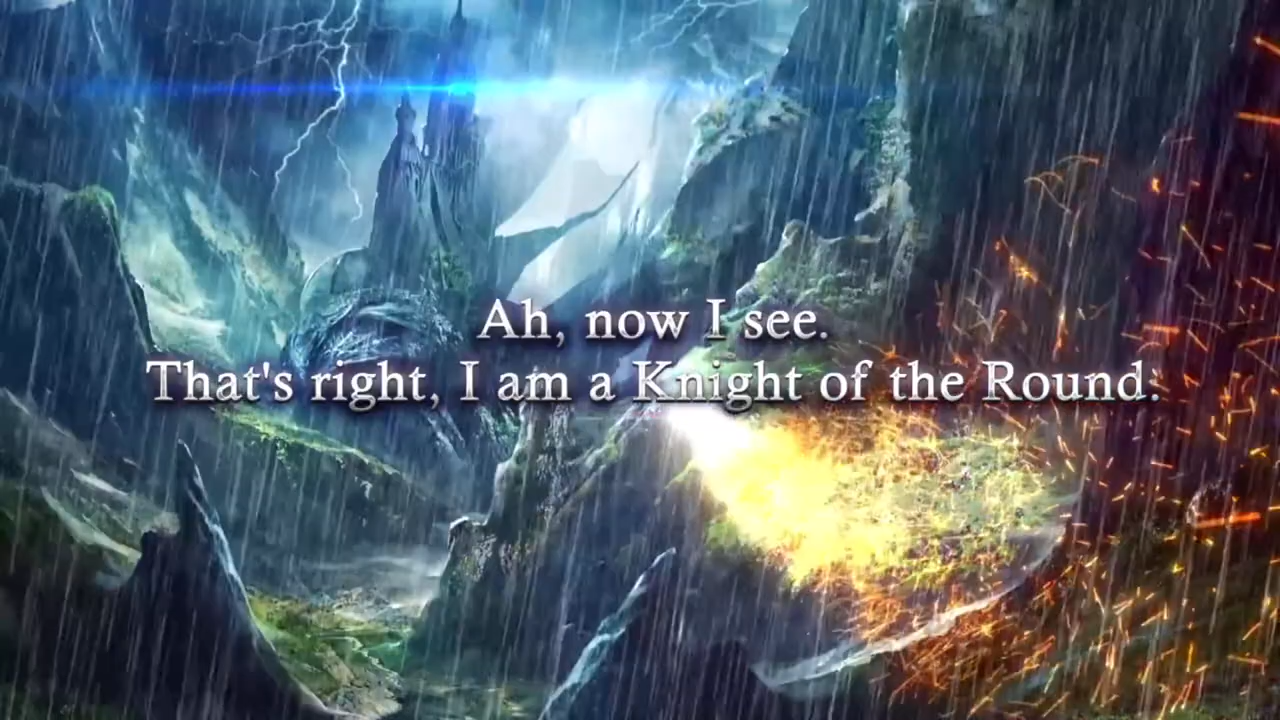 Ah, now I see.
That's right, I am a Knight of the Round.